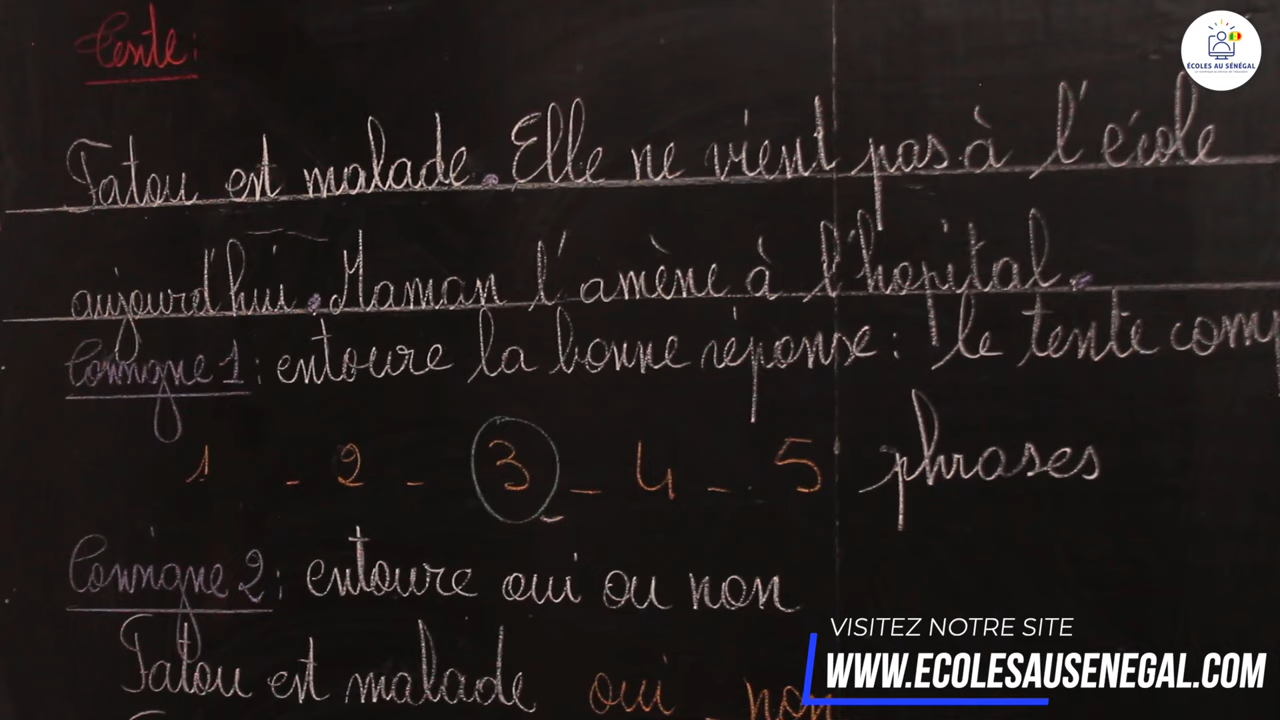 Texte:
Fatou est malade. Elle ne vient pas à l'école
aujourd'hui. Maman l'amène à l'hopital.
Consigne 1: entoure la bonne réponse: le texte comp
1 - 2 - 3 - 4 - 5 phrases
Consigne 2: entoure oui ou non
Fatou est malade oui non
ÉCOLES AU SÉNÉGAL
VISITEZ NOTRE SITE
WWW.ECOLESAUSENEGAL.COM